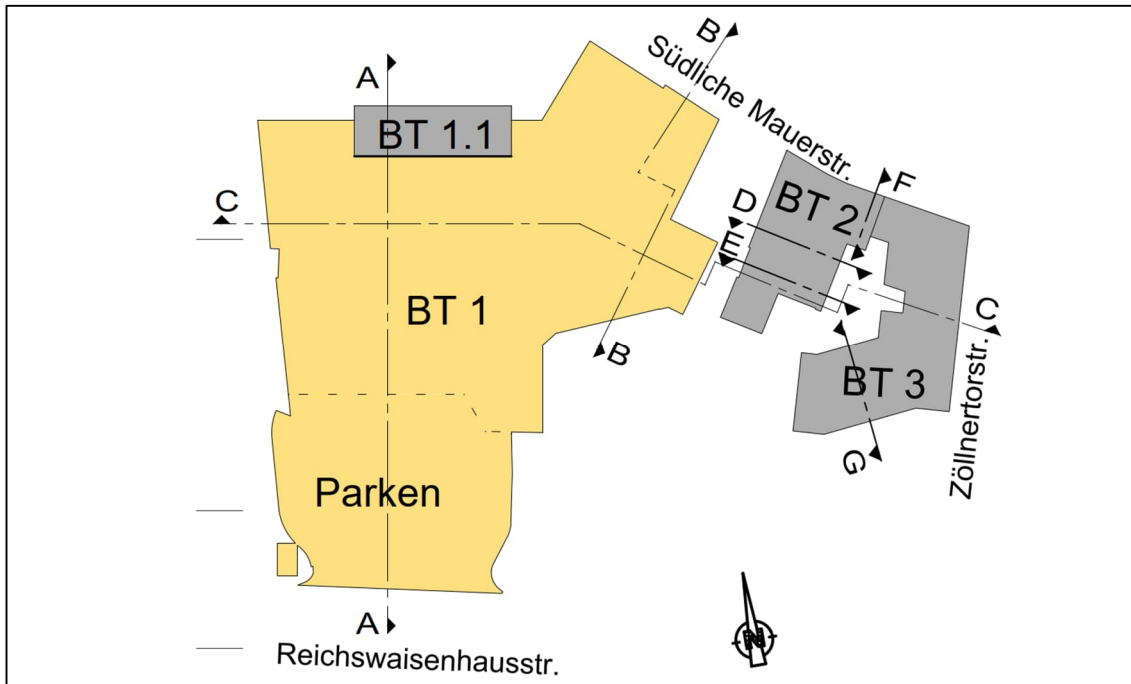 B
Südliche Mauerstr.
A
BT 1.1
F
BT 2
C
D
E
BT 1
C
B
BT 3
Zöllnertorstr.
G
Parken
A
N
Reichswaisenhausstr.